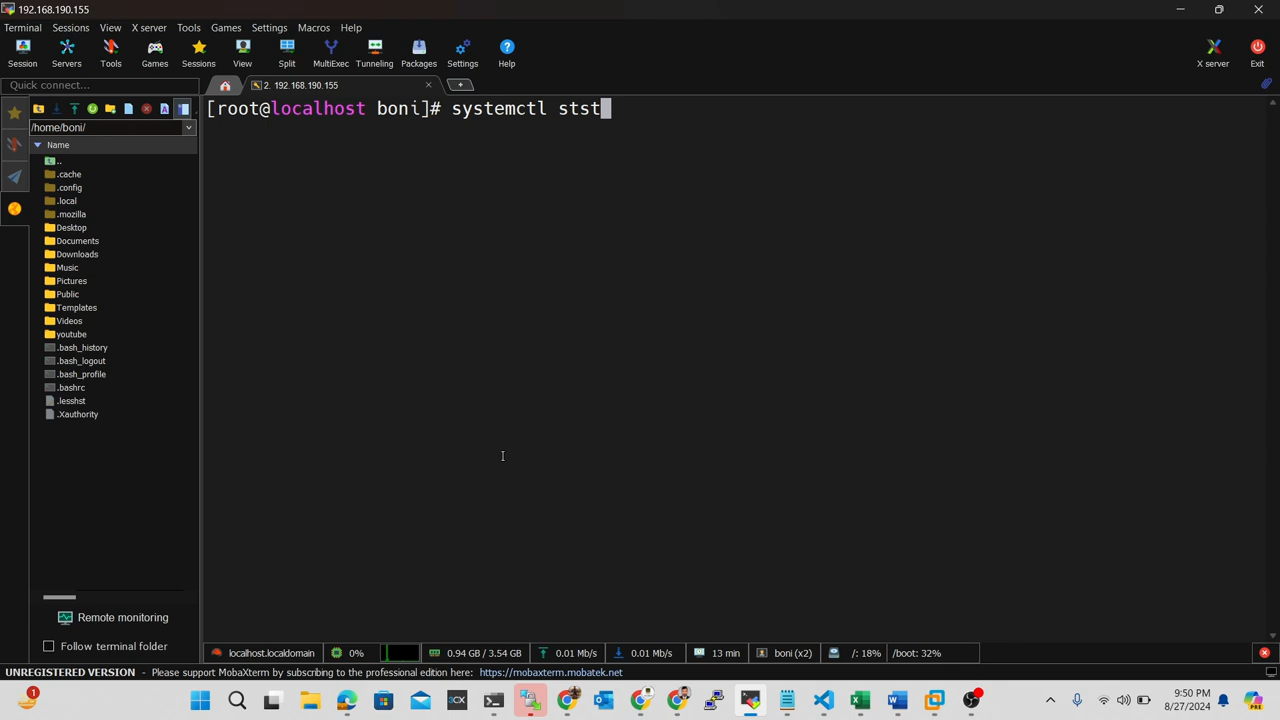 192.168.190.155
Terminal Sessions View X server Tools Games Settings Macros Help
Session Servers Tools Games Sessions View Split MultiExec Tunneling Packages Settings Help X server Exit
Quick connect...
2. 192.168.190.155
[root@localhost boni]# systemctl stst
/home/boni/
Name
..
.cache
.config
.local
.mozilla
Desktop
Documents
Downloads
Music
Pictures
Public
Templates
Videos
youtube
.bash_history
.bash_logout
.bash_profile
.bashrc
.lesshst
.Xauthority
Remote monitoring
Follow terminal folder
localhost.localdomain 0% 0.94 GB / 3.54 GB 0.01 Mb/s 0.01 Mb/s 13 min boni (x2) /: 18% /boot: 32%
UNREGISTERED VERSION - Please support MobaXterm by subscribing to the professional edition here: https://mobaxterm.mobatek.net
1
3CX
9:50 PM
8/27/2024
PRE